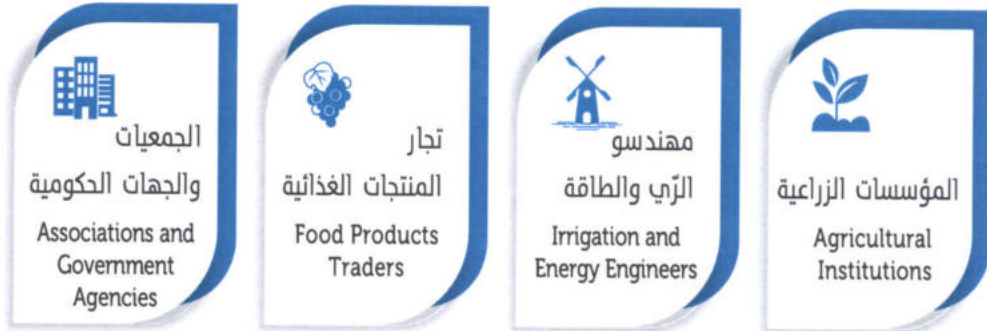 المؤسسات الزراعية
Agricultural
Institutions
مهندسو
الرّي والطاقة
Irrigation and
Energy Engineers
تجار
المنتجات الغذائية
Food Products
Traders
الجمعيات
والجهات الحكومية
Associations and
Government
Agencies